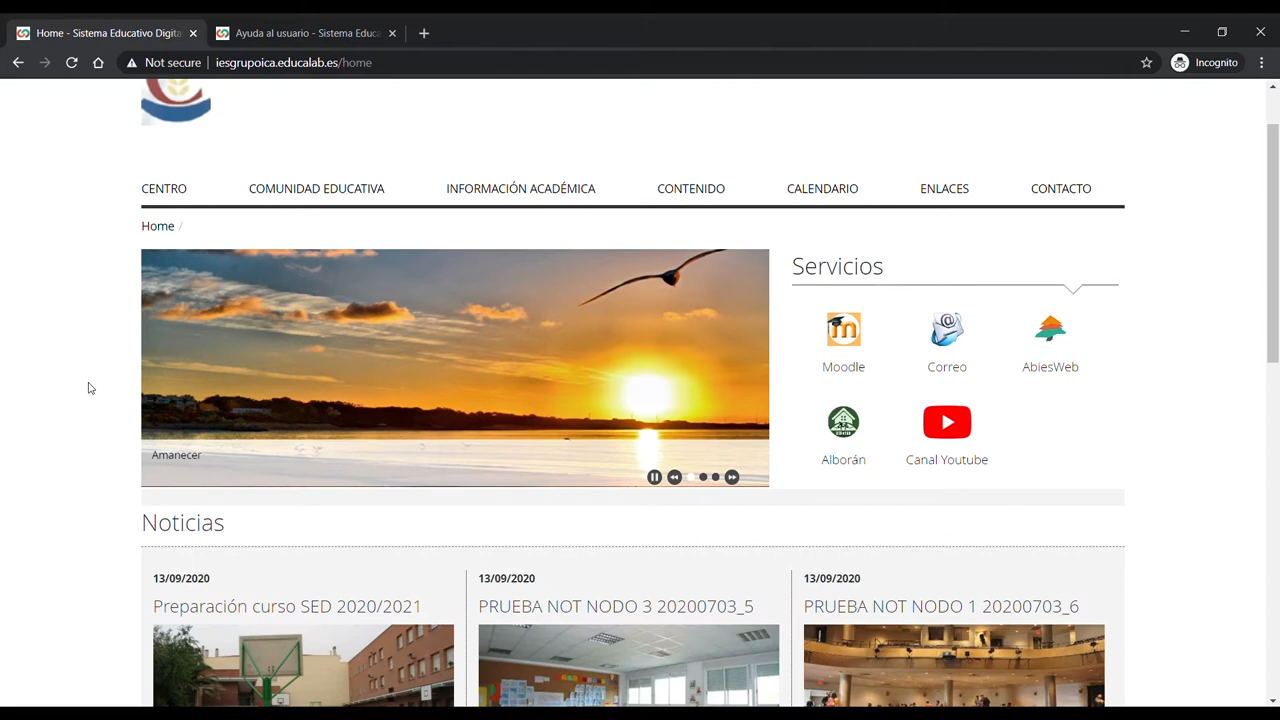 Home - Sistema Educativo Digita
Ayuda al usuario - Sistema Educa
Not secure
iesgrupoica.educalab.es/home
Incognito
CENTRO
COMUNIDAD EDUCATIVA
INFORMACIÓN ACADÉMICA
CONTENIDO
CALENDARIO
ENLACES
CONTACTO
Home /
Amanecer
Servicios
Moodle
Correo
AbiesWeb
Alborán
Canal Youtube
Noticias
13/09/2020
Preparación curso SED 2020/2021
13/09/2020
PRUEBA NOT NODO 3 20200703_5
13/09/2020
PRUEBA NOT NODO 1 20200703_6